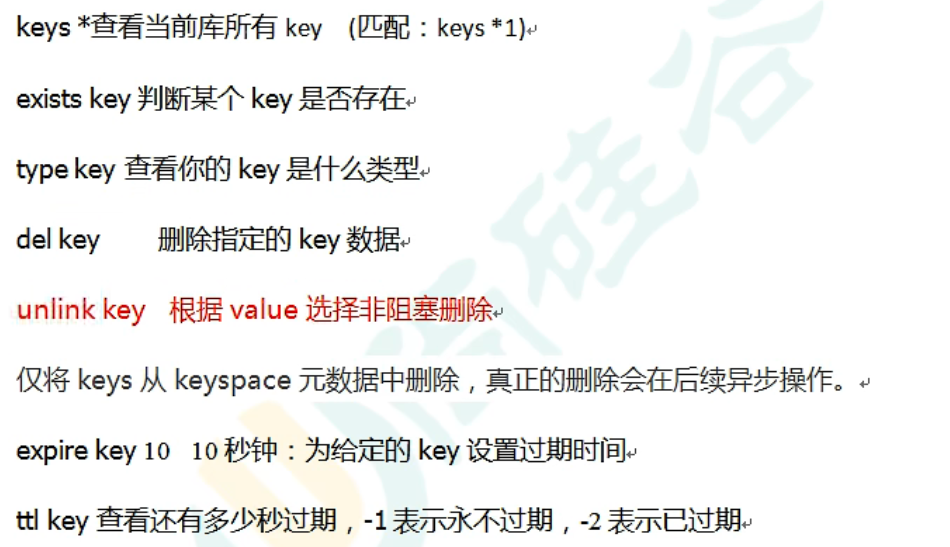 keys *查看当前库所有 key (匹配：keys *1)
exists key 判断某个 key 是否存在
type key 查看你的 key 是什么类型
del key 删除指定的 key 数据
unlink key 根据 value 选择非阻塞删除
仅将 keys 从 keyspace 元数据中删除，真正的删除会在后续异步操作。
expire key 10 10 秒钟：为给定的 key 设置过期时间
ttl key 查看还有多少秒过期，-1 表示永不过期，-2 表示已过期
尚硅谷